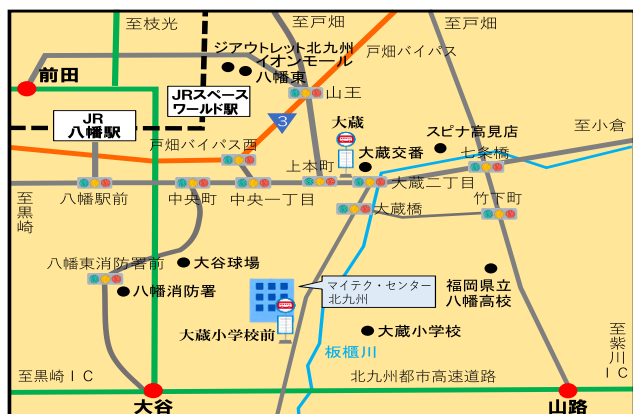 至枝光
至戸畑
至戸畑
至戸畑
戸畑バイパス
ジアウトレット北九州
イオンモール
八幡東
前田
JRスペース
ワールド駅
山王
3
JR
八幡駅
大蔵
スピナ高見店
至小倉
戸畑バイパス西
大蔵交番
七条橋
上本町
大蔵二丁目
至黒崎
八幡駅前
中央町
中央一丁目
竹下町
大蔵橋
八幡東消防署前
大谷球場
八幡消防署
マイテク・センター
北九州
福岡県立
八幡高校
大蔵小学校前
大蔵小学校
板櫃川
至紫川IC
至黒崎IC
北九州都市高速道路
大谷
山路